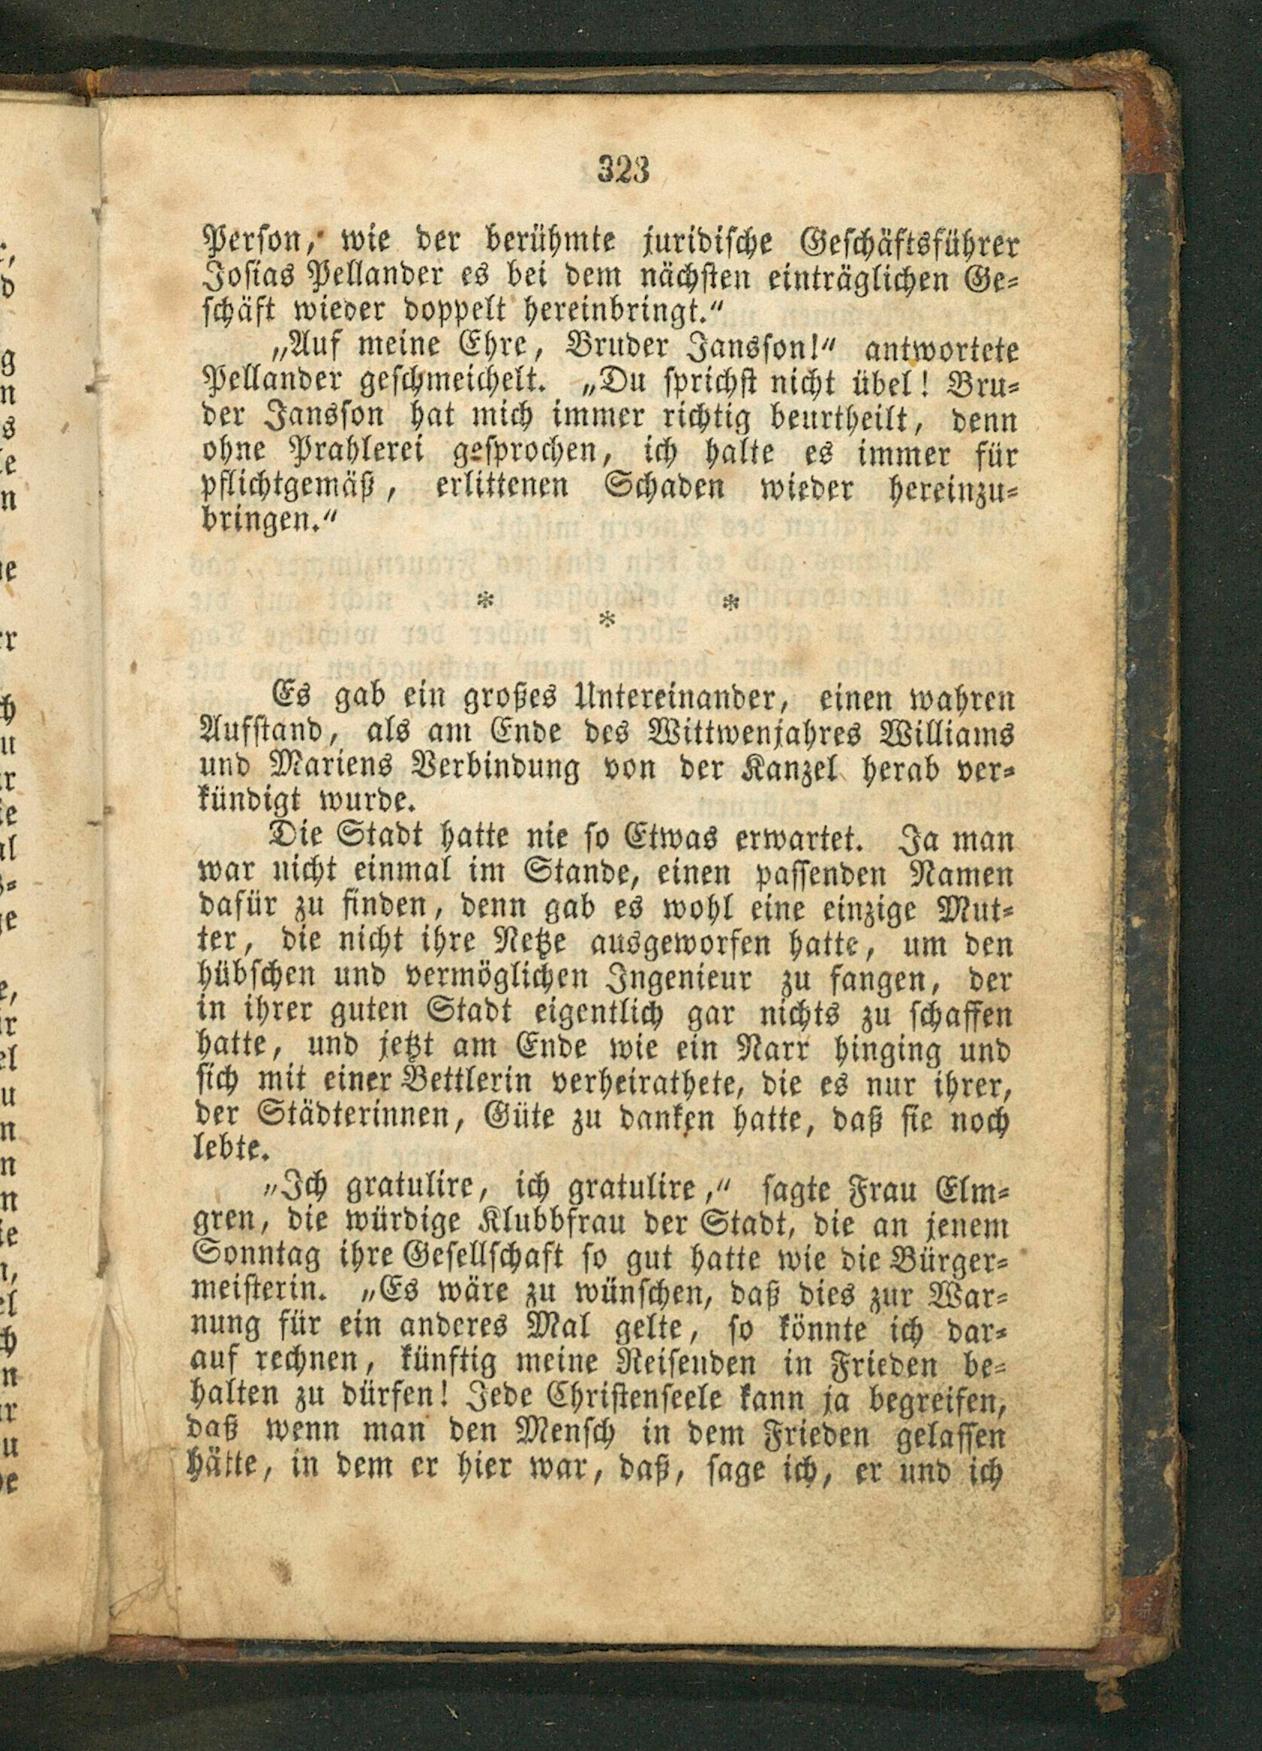 323
Person, wie der berühmte juridische Geschäftsführer
Josias Pellander es bei dem nächsten einträglichen Ge-
schäft wieder doppelt hereinbringt.“
„Auf meine Ehre, Bruder Jansson!“ antwortete
Pellander geschmeichelt. „Du sprichst nicht übel! Bru-
der Jansson hat mich immer richtig beurtheilt, denn
ohne Prahlerei gesprochen, ich halte es immer für
pflichtgemäß, erlittenen Schaden wieder hereinzu-
bringen.“
* * *
Es gab ein großes Untereinander, einen wahren
Aufstand, als am Ende des Wittwenjahres Williams
und Mariens Verbindung von der Kanzel herab ver-
kündigt wurde.
Die Stadt hatte nie so Etwas erwartet. Ja man
war nicht einmal im Stande, einen passenden Namen
dafür zu finden, denn gab es wohl eine einzige Mut-
ter, die nicht ihre Netze ausgeworfen hatte, um den
hübschen und vermöglichen Ingenieur zu fangen, der
in ihrer guten Stadt eigentlich gar nichts zu schaffen
hatte, und jetzt am Ende wie ein Narr hinging und
sich mit einer Bettlerin verheirathete, die es nur ihrer,
der Städterinnen, Güte zu danken hatte, daß sie noch
lebte.
„Ich gratulire, ich gratulire,“ sagte Frau Elm-
gren, die würdige Klubbfrau der Stadt, die an jenem
Sonntag ihre Gesellschaft so gut hatte wie die Bürger-
meisterin. „Es wäre zu wünschen, daß dies zur War-
nung für ein anderes Mal gelte, so könnte ich dar-
auf rechnen, künftig meine Reisenden in Frieden be-
halten zu dürfen! Jede Christenseele kann ja begreifen,
daß wenn man den Mensch in dem Frieden gelassen
hätte, in dem er hier war, daß, sage ich, er und ich